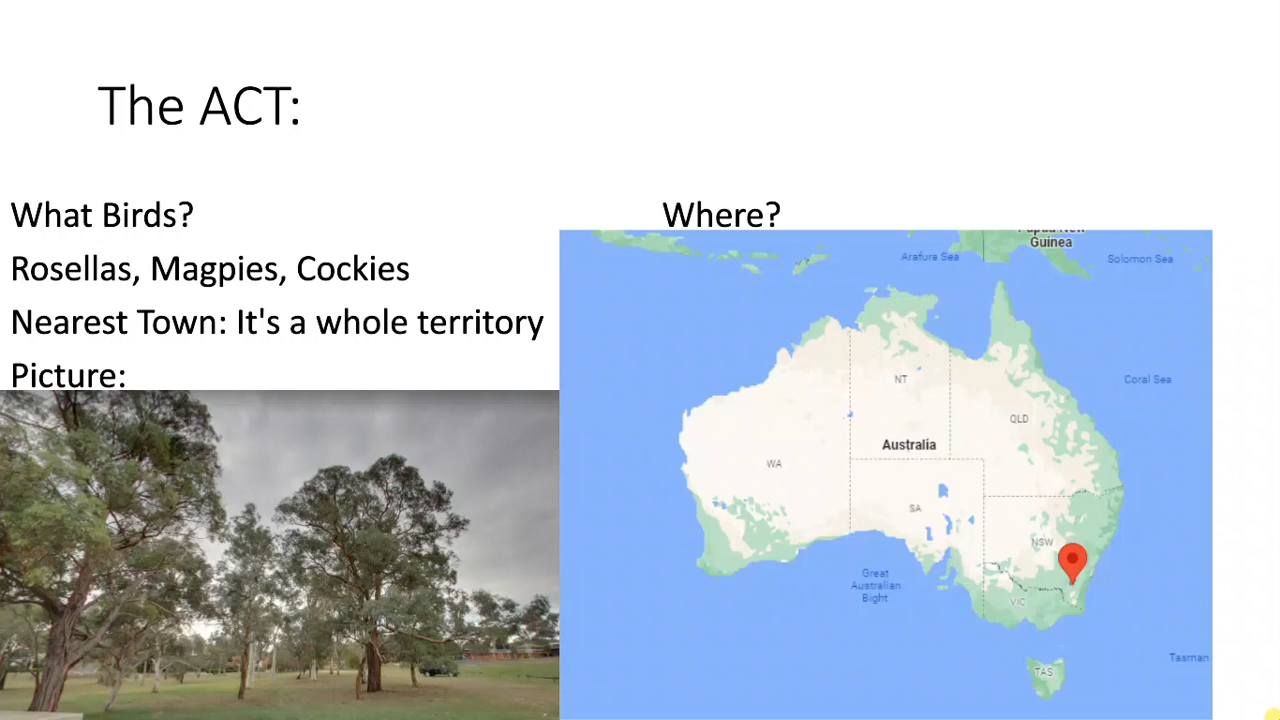 The ACT:
What Birds?
Rosellas, Magpies, Cockies
Nearest Town: It's a whole territory
Picture:
Where?
Papua New
Guinea
Arafura Sea
Solomon Sea
Coral Sea
NT
QLD
Australia
WA
SA
NSW
Great
Australian
Bight
VIC
Tasman
TAS